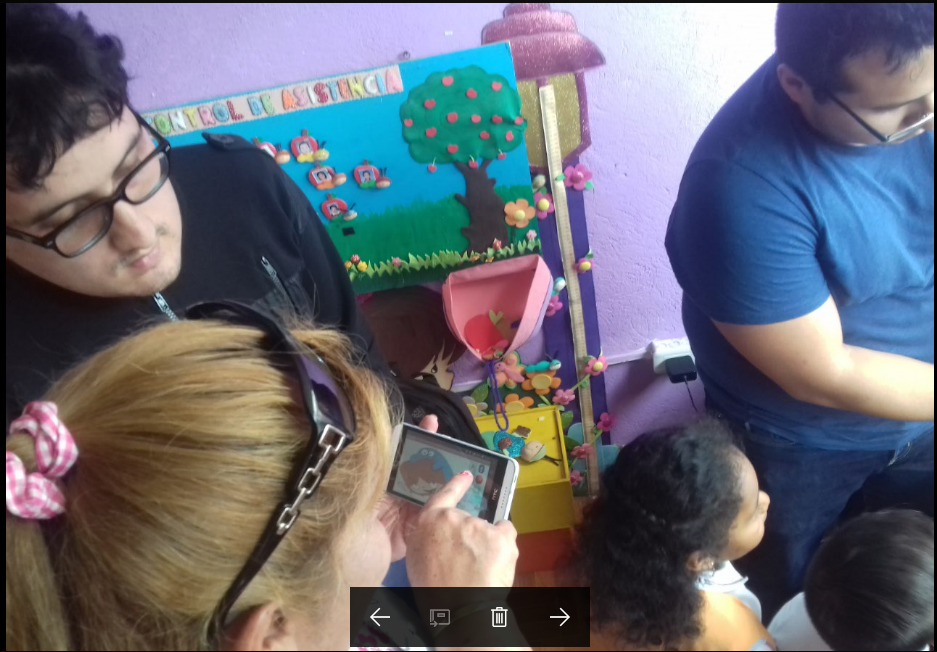 CONTROL DE ASISTENCIA